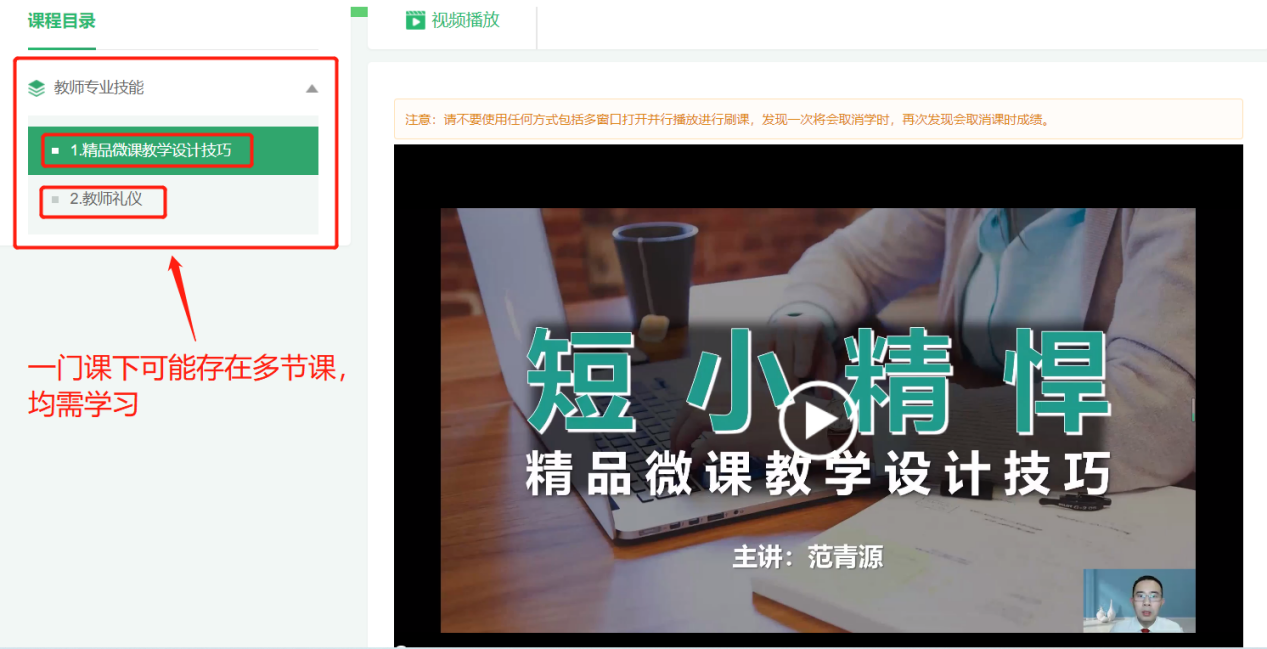 课程目录
视频播放
教师专业技能
1.精品微课教学设计技巧
2.教师礼仪
一门课下可能存在多节课，
均需学习
注意：请不要使用任何方式包括多窗口打开并行播放进行刷课，发现一次将会取消学时，再次发现会取消课时成绩。
短小精悍
精品微课教学设计技巧
主讲：范青源